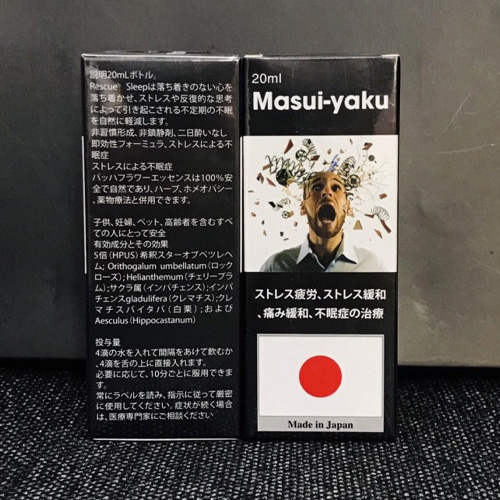 説明20mLボトル。
Rescue Sleepは落ち着きのない心を
落ち着かせ、ストレスや反復的な思考
によって引き起こされる不定期の不眠
を自然に軽減します。
非習慣形成、非鎮静剤、二日酔いなし
即効性フォーミュラ、ストレスによる不
眠症
ストレスによる不眠症
バッハフラワーエッセンスは100％安
全で自然であり、ハーブ、ホメオパシー
、薬物療法と併用できます。
子供、妊婦、ペット、高齢者を含むすべ
ての人にとって安全
有効成分とその効果
5倍（HPUS）希釈スターオブベツレヘ
ム; Orithogalum umbellatum（ロック
ローズ）; Helianthemum（チェリープラ
ム）;サクラ属（インパチェンス）;インパ
チェンスgladulifera（クレマチス）;クレ
マチスバイタバ（白栗）; および
Aesculus（Hippocastanum）
投与量
4滴の水を入れて間隔をあけて飲むか
、4滴を舌の上に直接入れます。
必要に応じて、10分ごとに服用できま
す。
常にラベルを読み、指示に従って厳密
に使用してください。症状が続く場合
は、医療専門家にご相談ください
20ml
Masui-yaku
ストレス疲労、ストレス緩和
、痛み緩和、不眠症の治療
Made in Japan